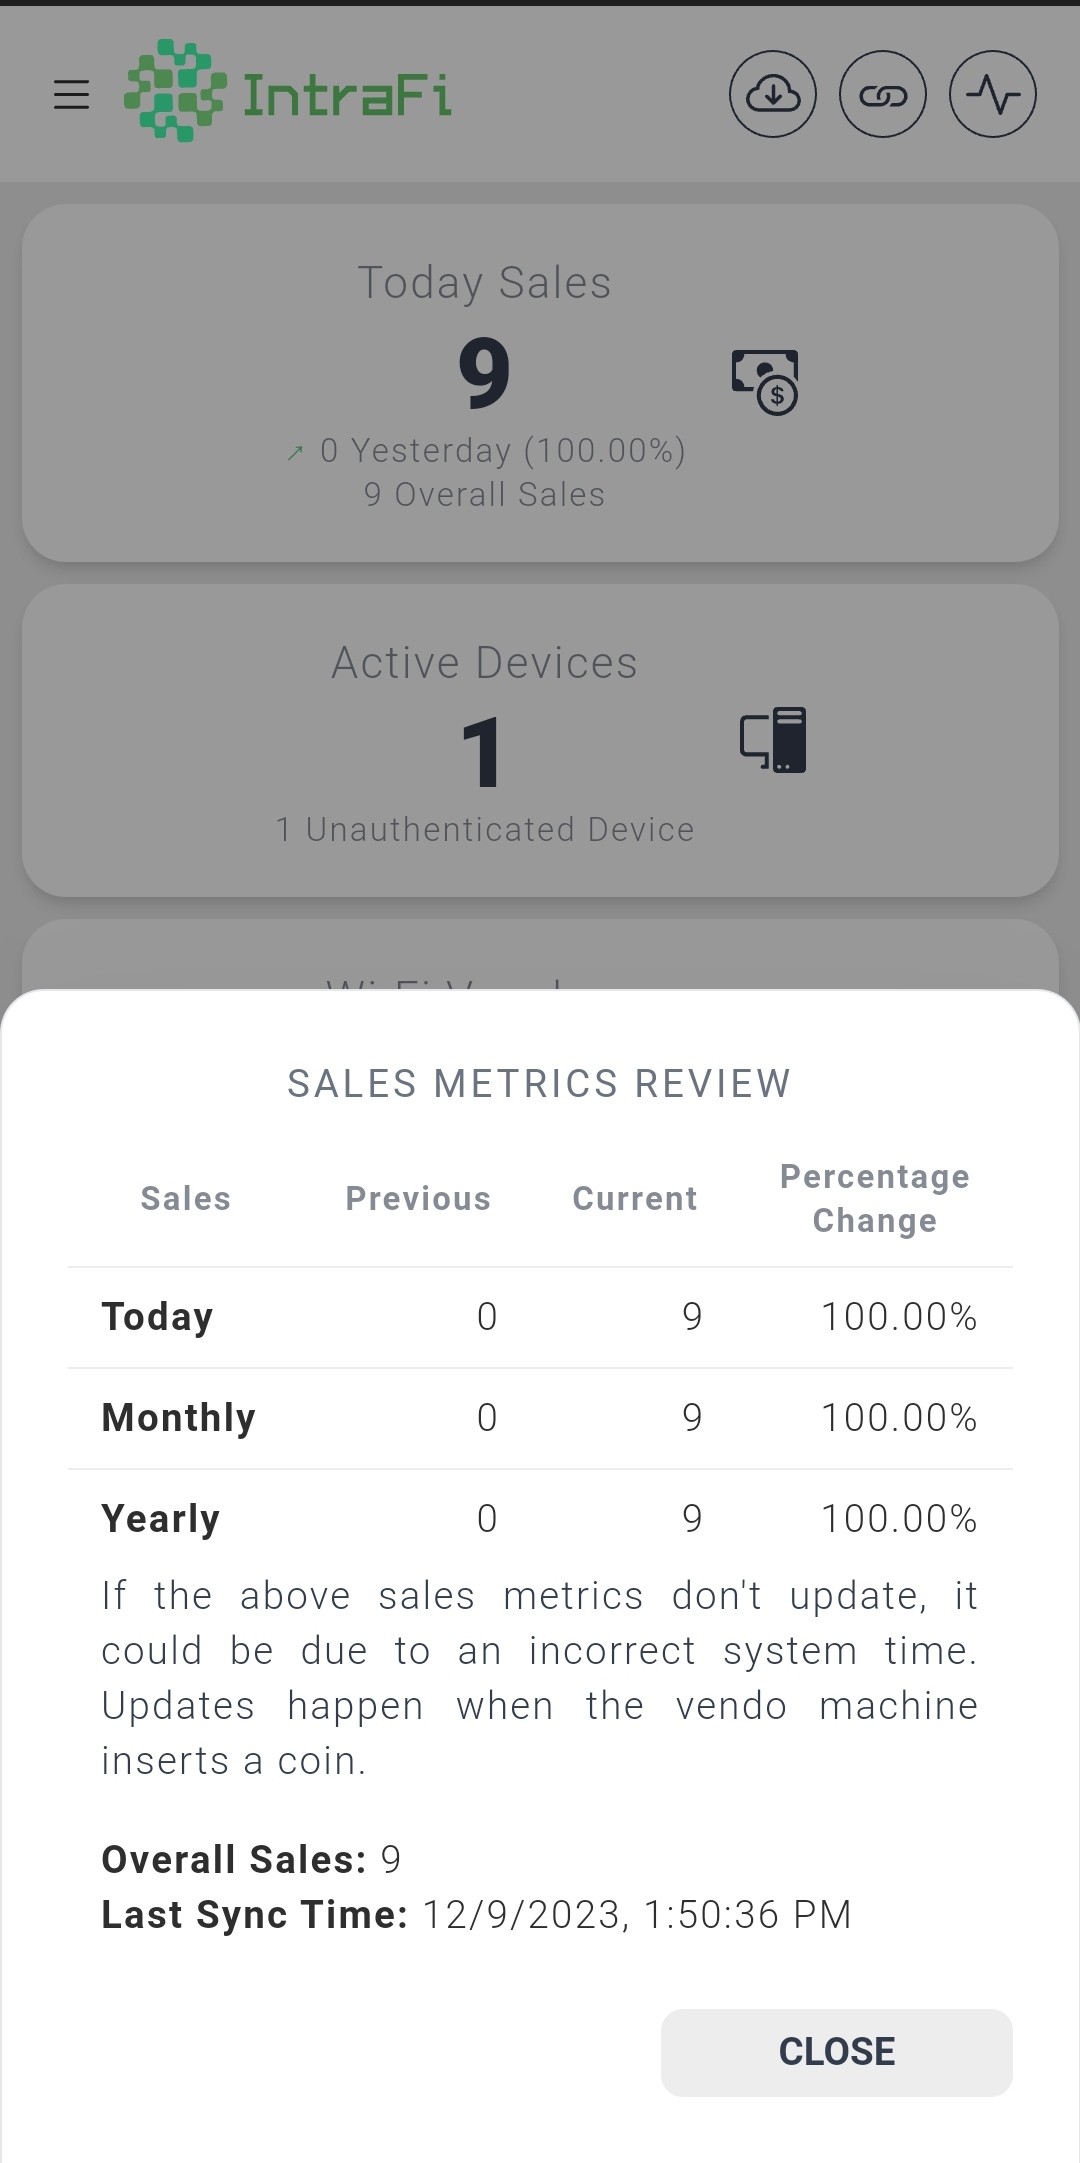 IntraFi
Today Sales
9
↗ 0 Yesterday (100.00%)
9 Overall Sales
Active Devices
1
1 Unauthenticated Device
SALES METRICS REVIEW
Sales Previous Current Percentage Change
Today 0 9 100.00%
Monthly 0 9 100.00%
Yearly 0 9 100.00%
If the above sales metrics don't update, it
could be due to an incorrect system time.
Updates happen when the vendo machine
inserts a coin.
Overall Sales: 9
Last Sync Time: 12/9/2023, 1:50:36 PM
CLOSE